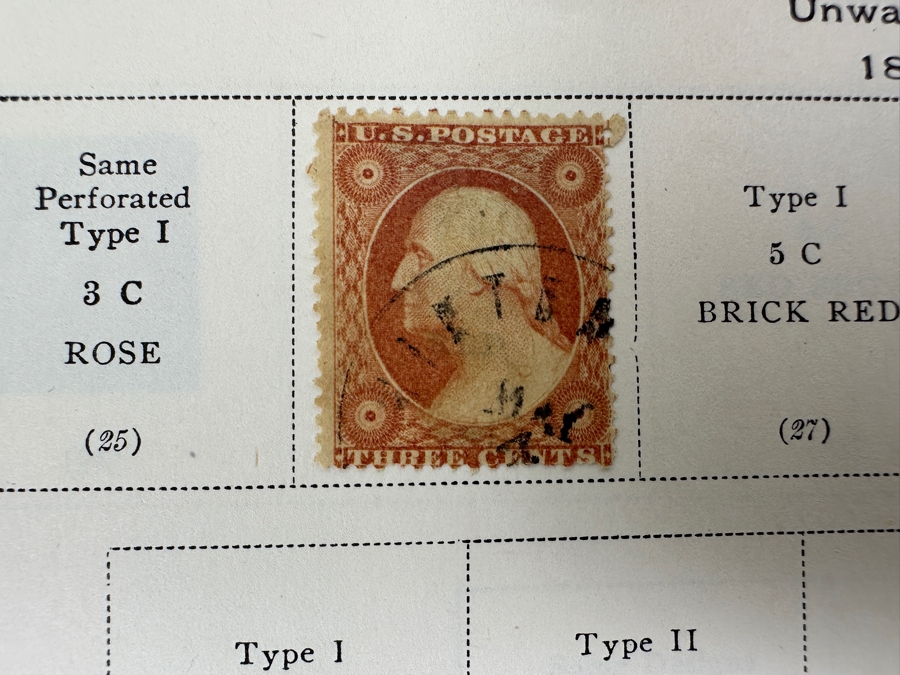 Unwa
18
Same
Perforated
Type I
3 C
ROSE
(25)
U.S. POSTAGE
THREE CENTS
Type I
5 C
BRICK RED
(27)
Type I
Type II